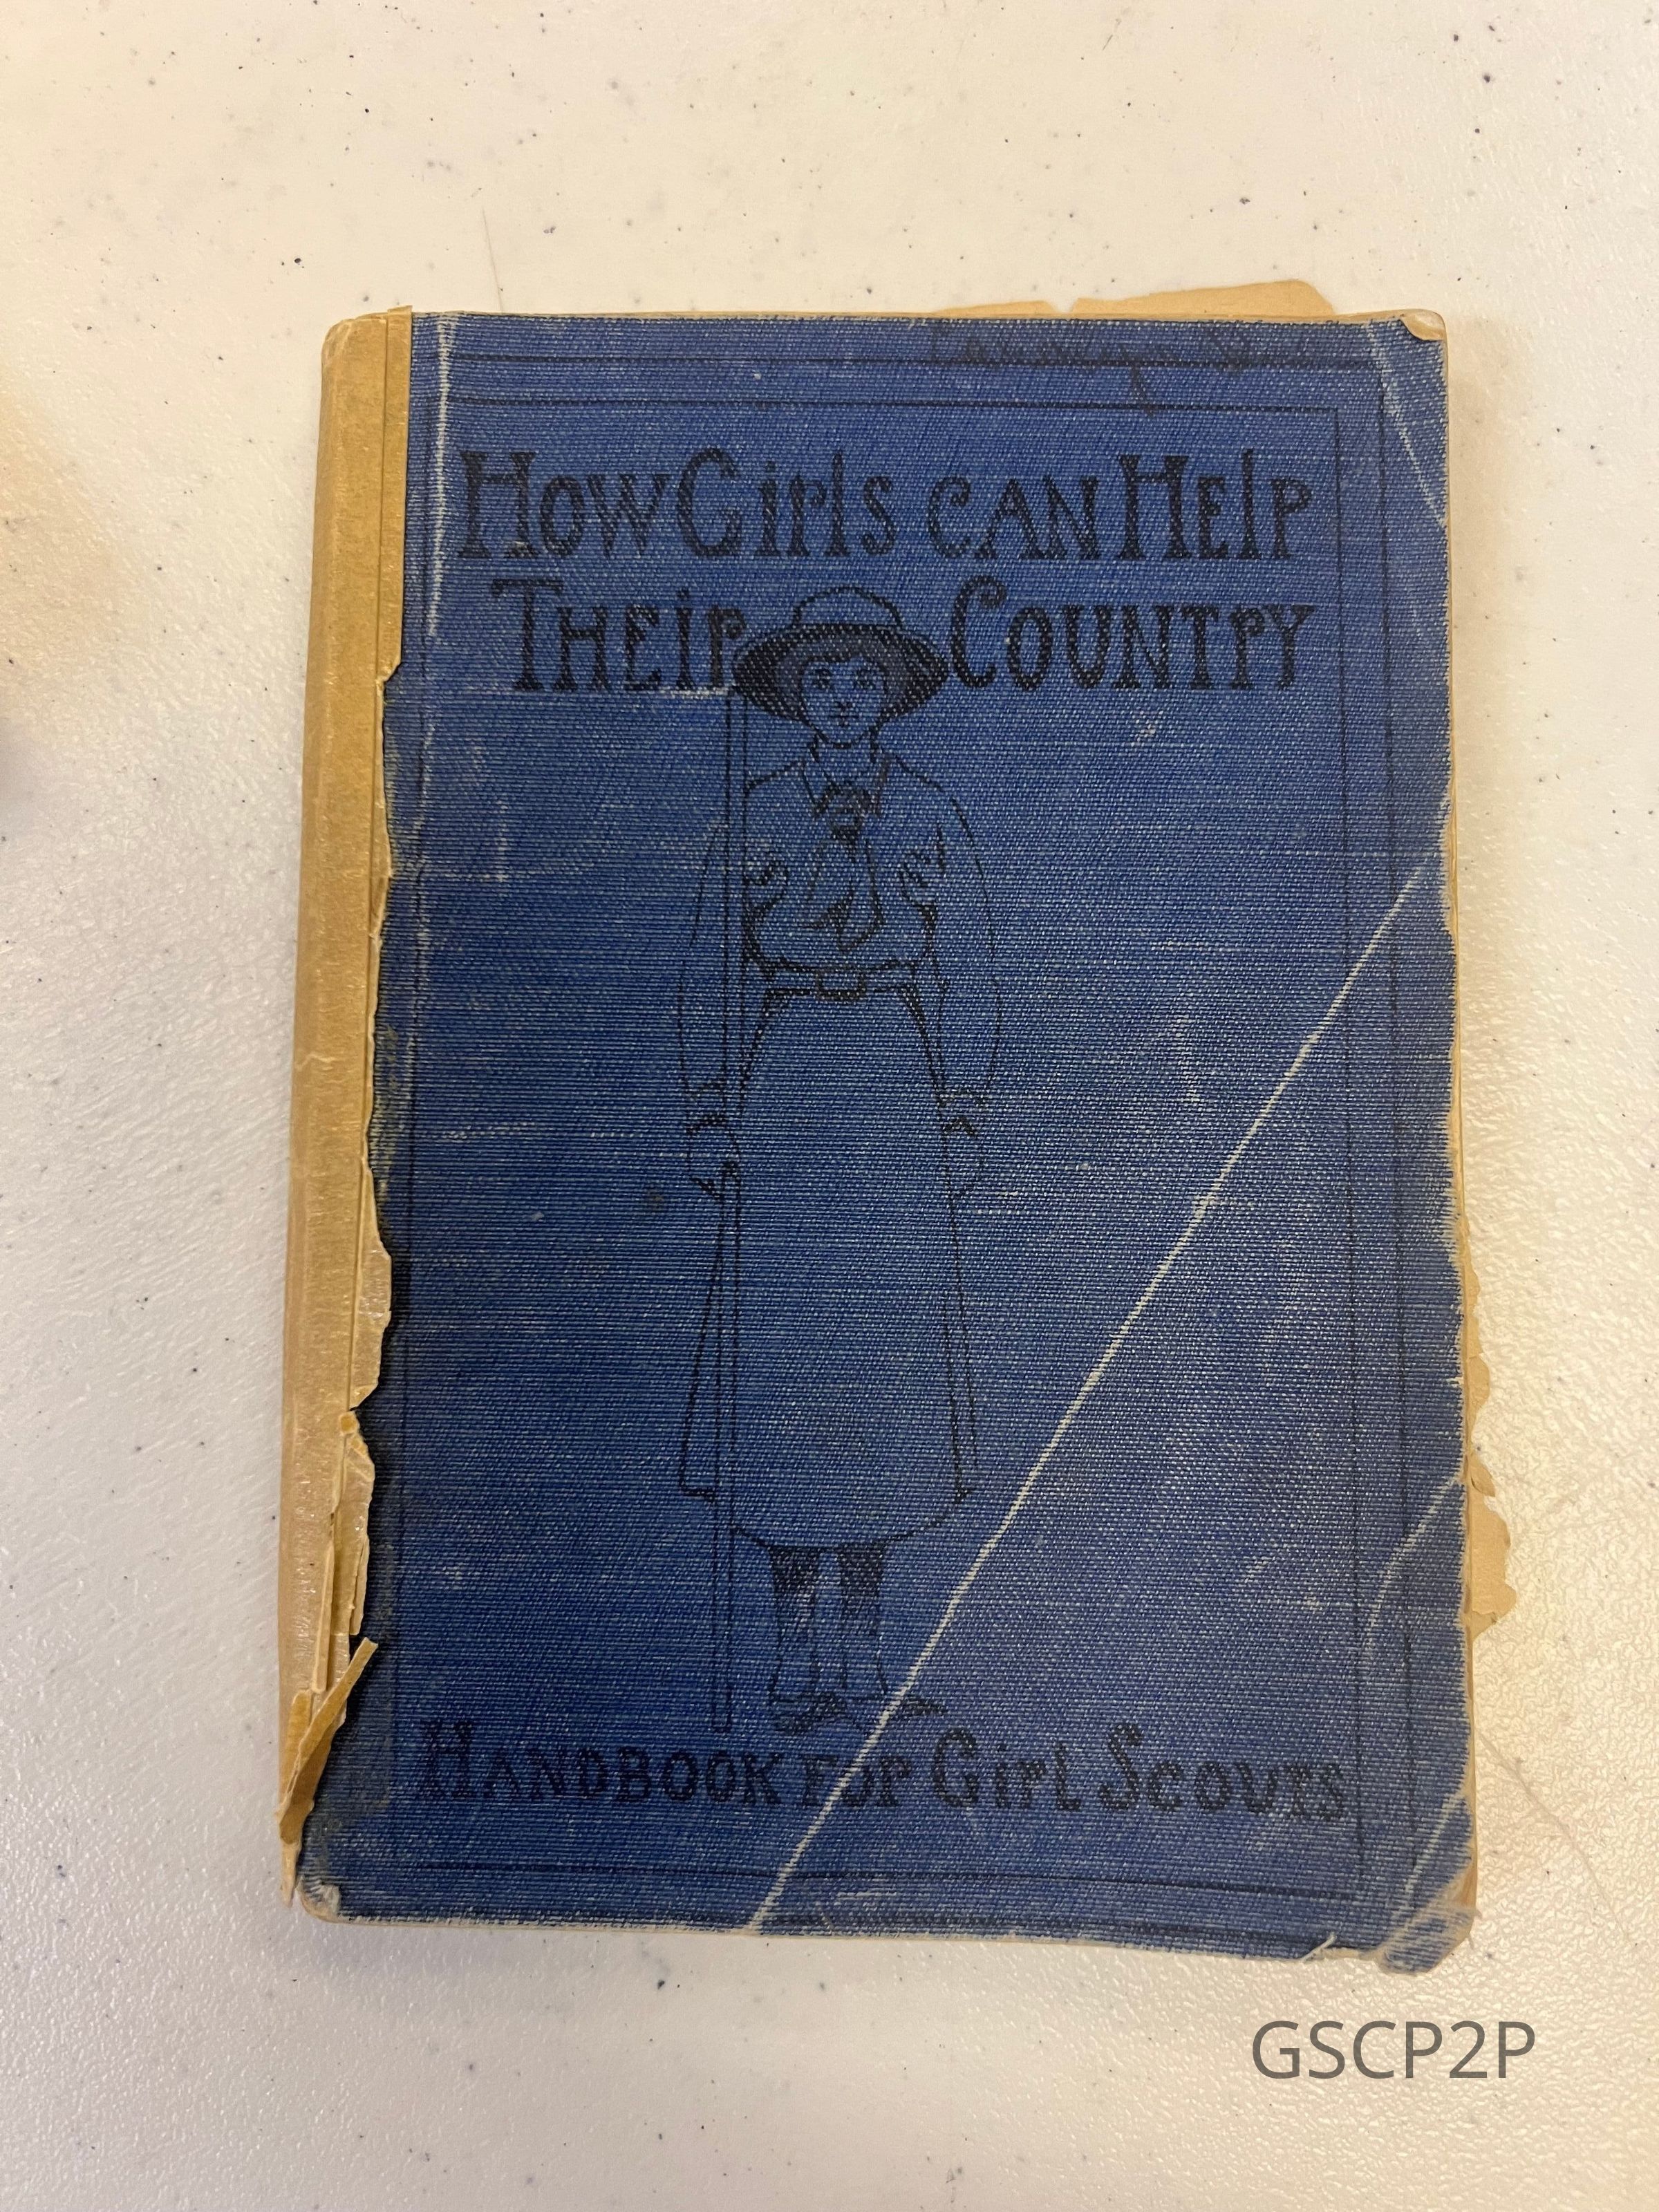 How Girls can Help
Their Country
Handbook for Girl Scouts
GSCP2P